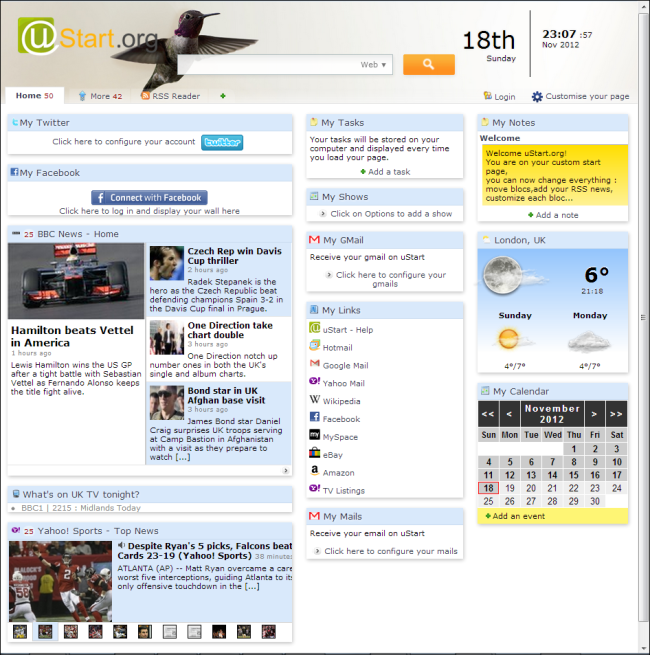 uStart.org
Web ▾
18th
Sunday
23:07 :57
Nov 2012
Home 50
More 42
RSS Reader
Login
Customise your page
My Twitter
Click here to configure your account
twitter
My Facebook
Connect with Facebook
Click here to log in and display your wall here
25 BBC News - Home
Hamilton beats Vettel
in America
1 hours ago
Lewis Hamilton wins the US GP
after a tight battle with Sebastian
Vettel as Fernando Alonso keeps
the title fight alive.
Czech Rep win Davis
Cup thriller
2 hours ago
Radek Stepanek is the
hero as the Czech Republic beat
defending champions Spain 3-2 in
the Davis Cup final in Prague.
One Direction take
chart double
3 hours ago
One Direction notch up
number ones in both the UK's
single and album charts.
Bond star in UK
Afghan base visit
3 hours ago
James Bond star Daniel
Craig surprises UK troops serving
at Camp Bastion in Afghanistan
with a visit as they prepare to
watch [...]
What's on UK TV tonight?
BBC1 | 2215 : Midlands Today
25 Yahoo! Sports - Top News
Despite Ryan's 5 picks, Falcons beat
Cards 23-19 (Yahoo! Sports) 38 minutes
ATLANTA (AP) -- Matt Ryan overcame a care
worst five interceptions, guiding Atlanta to its
only offensive touchdown in the [...]
My Tasks
Your tasks will be stored on your
computer and displayed every time
you load your page.
Add a task
My Shows
Click on Options to add a show
My GMail
Receive your gmail on uStart
Click here to configure your
gmails
My Links
uStart - Help
Hotmail
Google Mail
Yahoo Mail
Wikipedia
Facebook
MySpace
eBay
Amazon
TV Listings
My Mails
Receive your email on uStart
Click here to configure your mails
My Notes
Welcome
Welcome uStart.org!
You are on your custom start
page,
you can now change everything :
move blocs,add your RSS news,
customize each bloc...
Add a note
London, UK
6°
21:18
Sunday Monday
4°/7° 4°/7°
My Calendar
<< < November 2012 > >>
Sun Mon Tue Wed Thu Fri Sat
1 2 3
4 5 6 7 8 9 10
11 12 13 14 15 16 17
18 19 20 21 22 23 24
25 26 27 28 29 30
Add an event